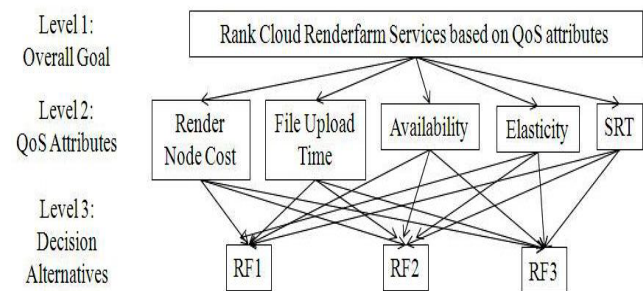 Level 1:
Overall Goal
Rank Cloud Renderfarm Services based on QoS attributes
Level 2:
QoS Attributes
Render
Node Cost
File Upload
Time
Availability
Elasticity
SRT
Level 3:
Decision
Alternatives
RF1
RF2
RF3